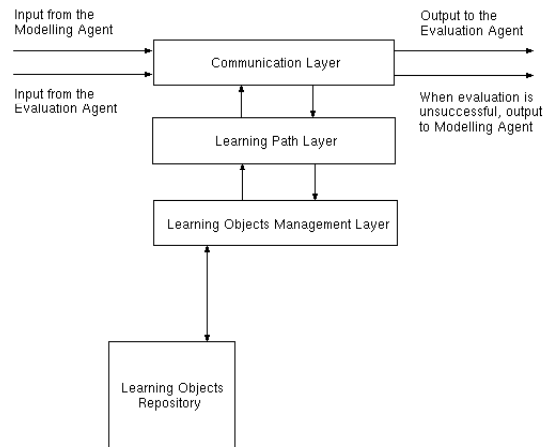 Input from the
Modelling Agent
Output to the
Evaluation Agent
Communication Layer
Input from the
Evaluation Agent
When evaluation is
unsuccessful, output
to Modelling Agent
Learning Path Layer
Learning Objects Management Layer
Learning Objects
Repository